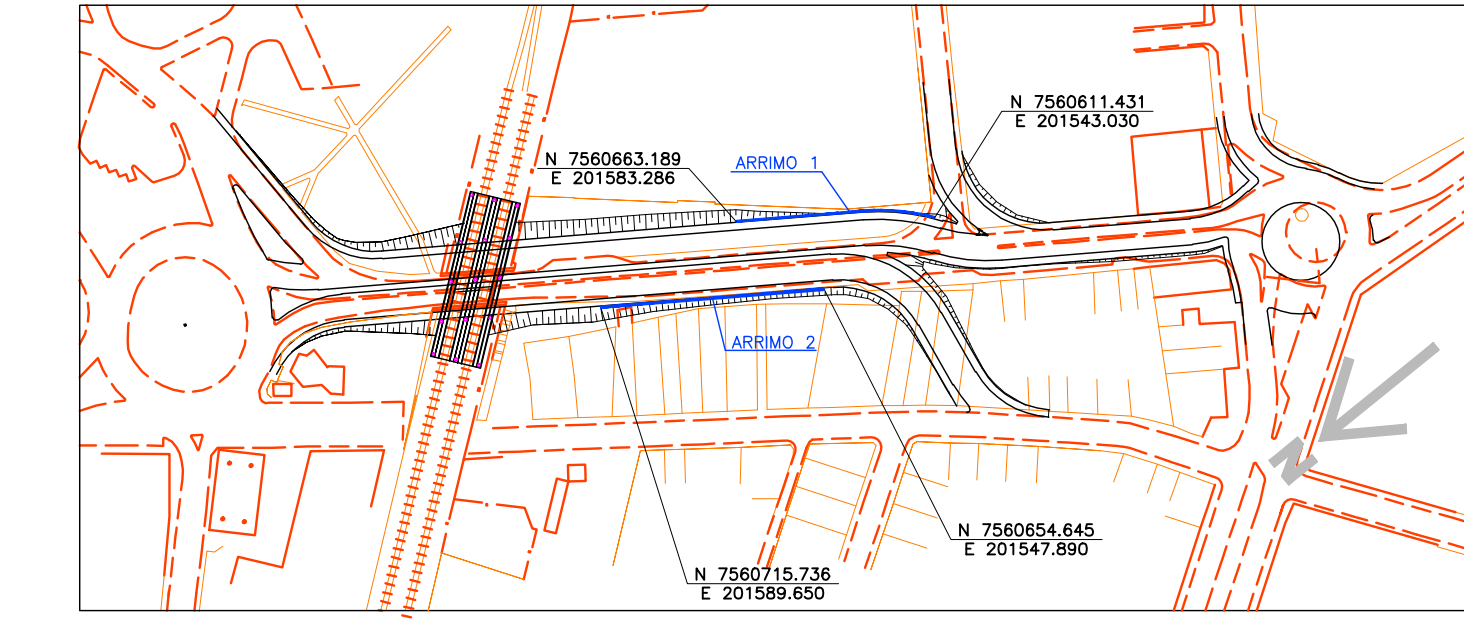 N 7560611.431
E 201543.030
N 7560663.189
E 201583.286
ARRIMO 1
ARRIMO 2
N
N 7560654.645
E 201547.890
N 7560715.736
E 201589.650